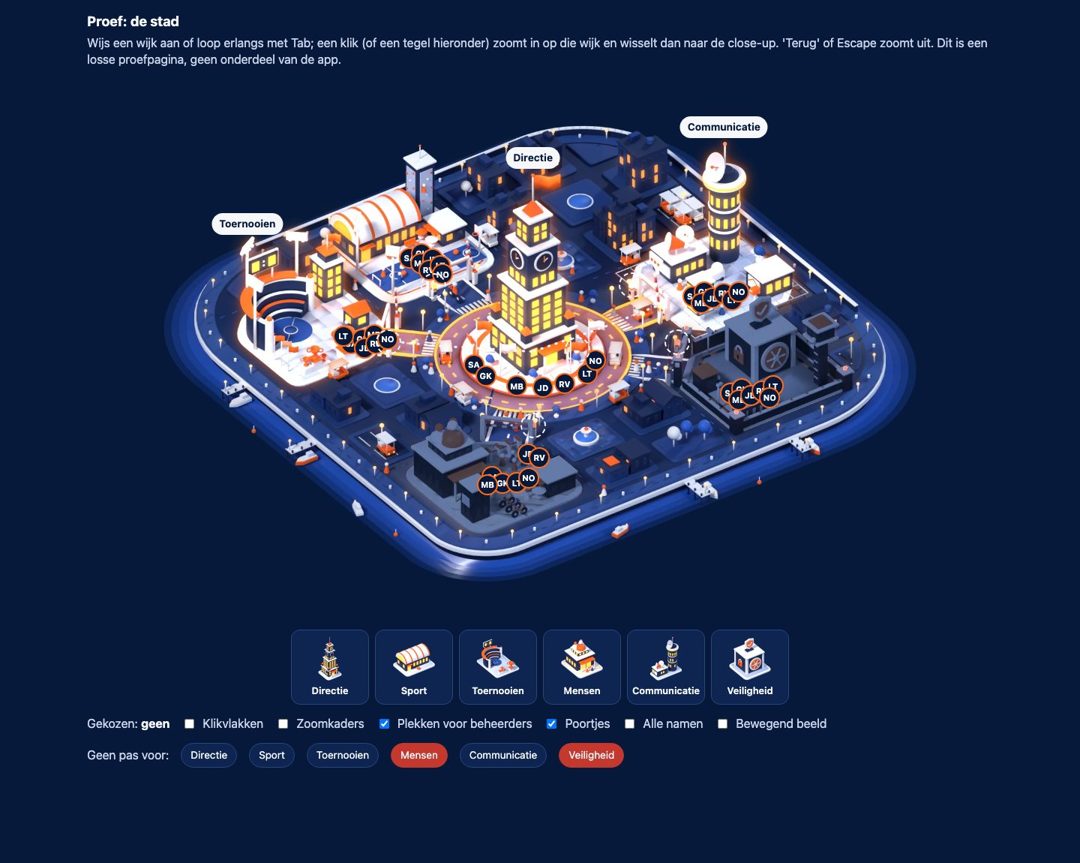 Proef: de stad
Wijs een wijk aan of loop erlangs met Tab; een klik (of een tegel hieronder) zoomt in op die wijk en wisselt dan naar de close-up. 'Terug' of Escape zoomt uit. Dit is een
losse proefpagina, geen onderdeel van de app.
Communicatie
Directie
Toernooien
NO
NO
LT
NO
SA
GK
MB
JD
RV
LT
NO
LT
NO
RV
MB
LT
NO
Directie
Sport
Toernooien
Mensen
Communicatie
Veiligheid
Gekozen: geen
Klikvlakken
Zoomkaders
Plekken voor beheerders
Poortjes
Alle namen
Bewegend beeld
Geen pas voor:
Directie
Sport
Toernooien
Mensen
Communicatie
Veiligheid